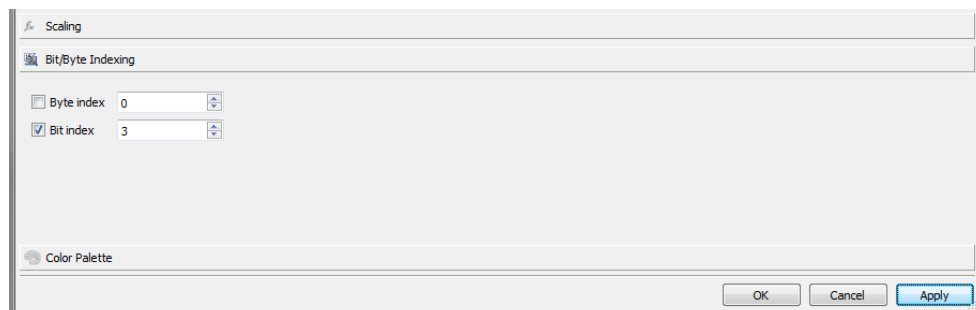 Scaling
Bit/Byte Indexing
Byte index 0
Bit index 3
Color Palette
OK Cancel Apply